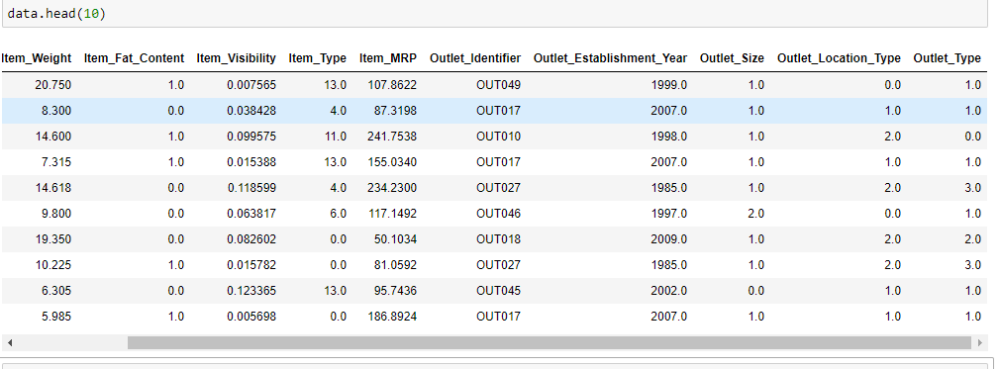 data.head(10)
Item_Weight Item_Fat_Content Item_Visibility Item_Type Item_MRP Outlet_Identifier Outlet_Establishment_Year Outlet_Size Outlet_Location_Type Outlet_Type
20.750 1.0 0.007565 13.0 107.8622 OUT049 1999.0 1.0 0.0 1.0
8.300 0.0 0.038428 4.0 87.3198 OUT017 2007.0 1.0 1.0 1.0
14.600 1.0 0.099575 11.0 241.7538 OUT010 1998.0 1.0 2.0 0.0
7.315 1.0 0.015388 13.0 155.0340 OUT017 2007.0 1.0 1.0 1.0
14.618 0.0 0.118599 4.0 234.2300 OUT027 1985.0 1.0 2.0 3.0
9.800 0.0 0.063817 6.0 117.1492 OUT046 1997.0 2.0 0.0 1.0
19.350 0.0 0.082602 0.0 50.1034 OUT018 2009.0 1.0 2.0 2.0
10.225 1.0 0.015782 0.0 81.0592 OUT027 1985.0 1.0 2.0 3.0
6.305 0.0 0.123365 13.0 95.7436 OUT045 2002.0 0.0 1.0 1.0
5.985 1.0 0.005698 0.0 186.8924 OUT017 2007.0 1.0 1.0 1.0